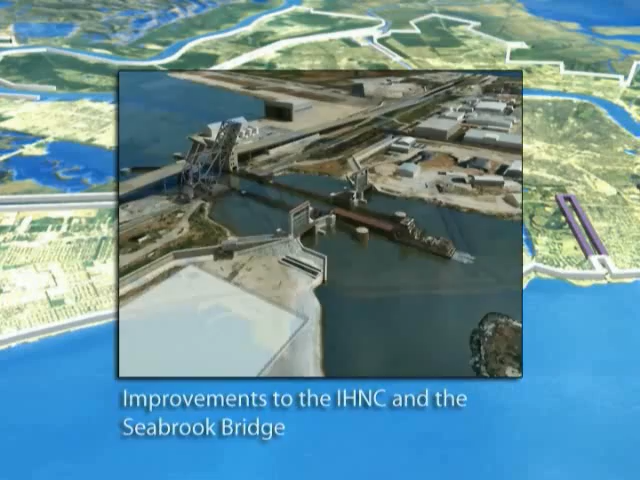 Improvements to the IHNC and the
Seabrook Bridge